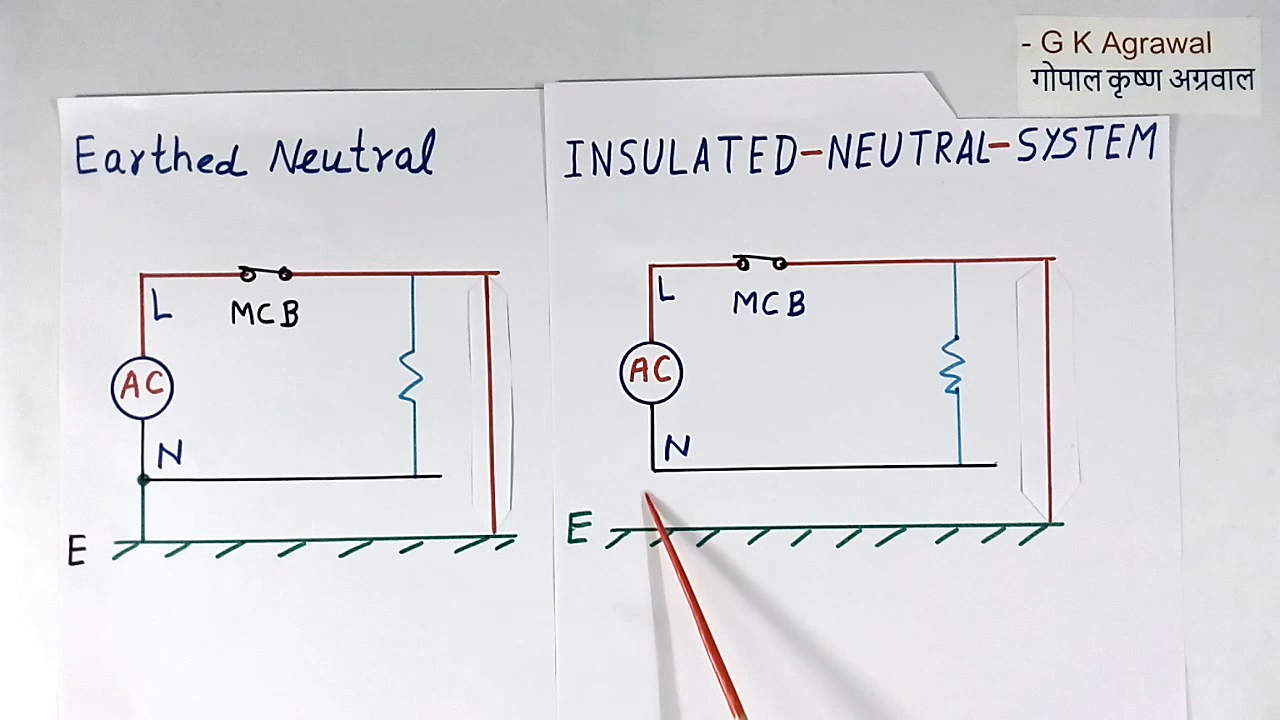 - G K Agrawal
गोपाल कृष्ण अग्रवाल
Earthed Neutral
L
MCB
AC
N
E
INSULATED-NEUTRAL-SYSTEM
L
MCB
AC
N
E